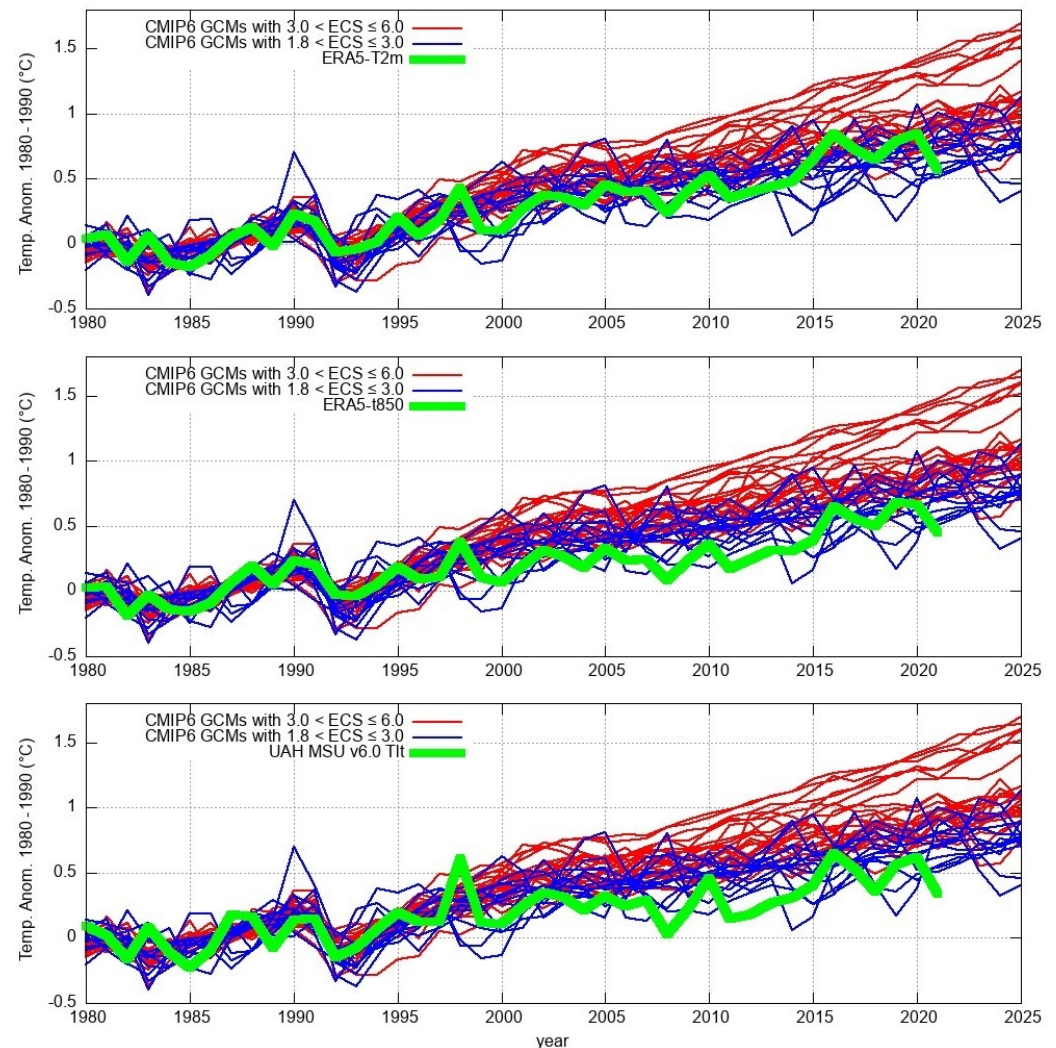 CMIP6 GCMs with 3.0 < ECS ≤ 6.0
CMIP6 GCMs with 1.8 < ECS ≤ 3.0
ERA5-T2m
Temp. Anom. 1980-1990 (°C)
1.5
1
0.5
0
-0.5
1980 1985 1990 1995 2000 2005 2010 2015 2020 2025
CMIP6 GCMs with 3.0 < ECS ≤ 6.0
CMIP6 GCMs with 1.8 < ECS ≤ 3.0
ERA5-t850
Temp. Anom. 1980-1990 (°C)
1.5
1
0.5
0
-0.5
1980 1985 1990 1995 2000 2005 2010 2015 2020 2025
CMIP6 GCMs with 3.0 < ECS ≤ 6.0
CMIP6 GCMs with 1.8 < ECS ≤ 3.0
UAH MSU v6.0 Tlt
Temp. Anom. 1980-1990 (°C)
1.5
1
0.5
0
-0.5
1980 1985 1990 1995 2000 2005 2010 2015 2020 2025
year